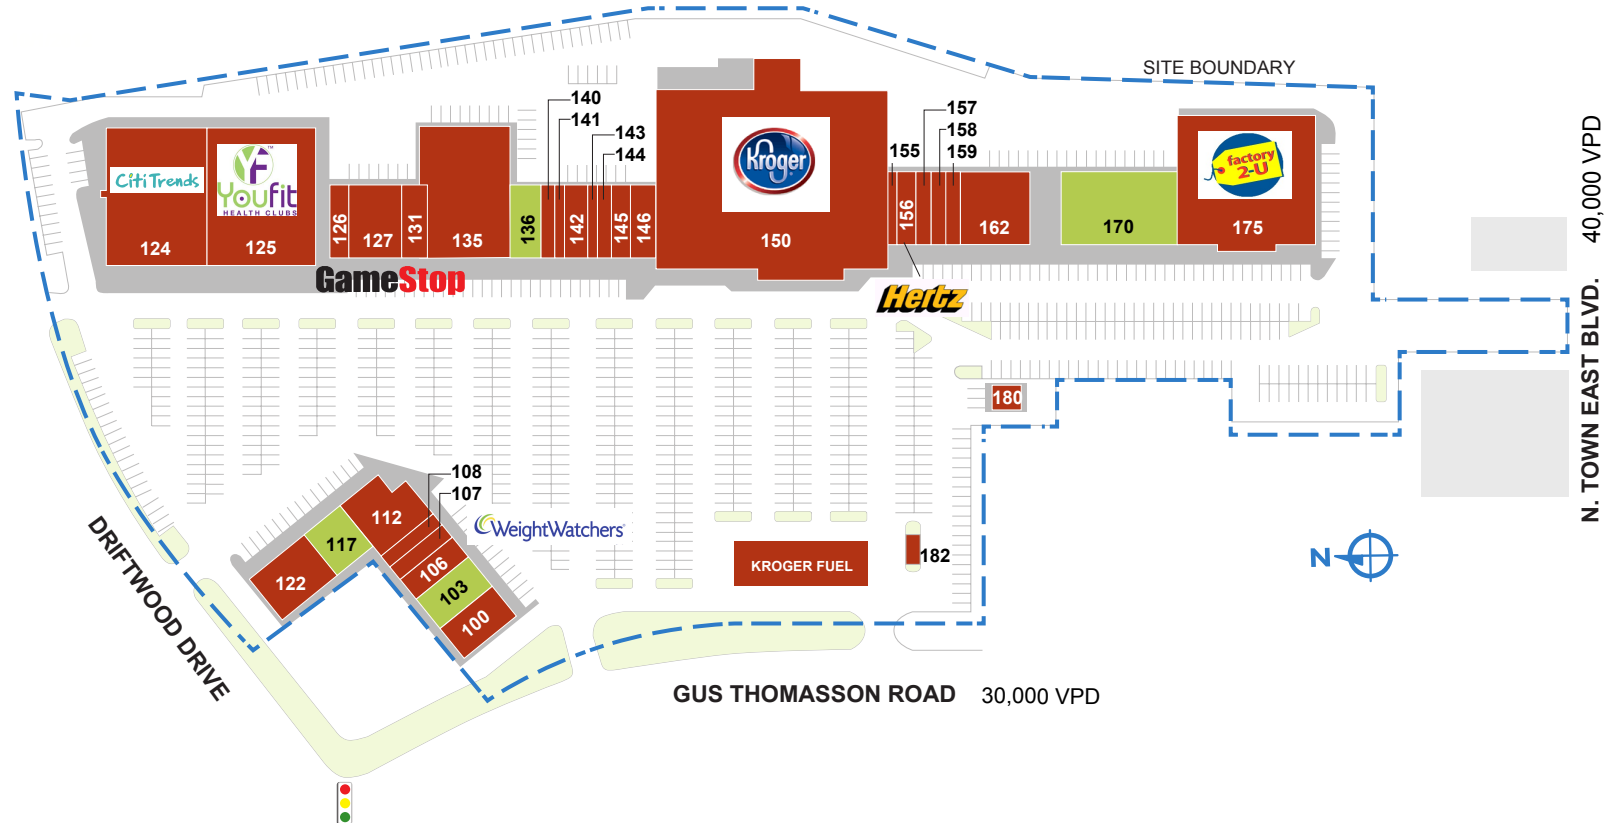 SITE BOUNDARY
40,000 VPD
N. TOWN EAST BLVD.
140
141
143
144
157
158
159
155
Citi Trends
YF™
Youfit
HEALTH CLUBS
Kroger
factory
2-U
124
125
126
127
131
135
136
142
145
146
150
156
162
170
175
GameStop
Hertz
180
108
107
112
WeightWatchers
117
122
106
103
100
KROGER FUEL
182
N
DRIFTWOOD DRIVE
GUS THOMASSON ROAD 30,000 VPD